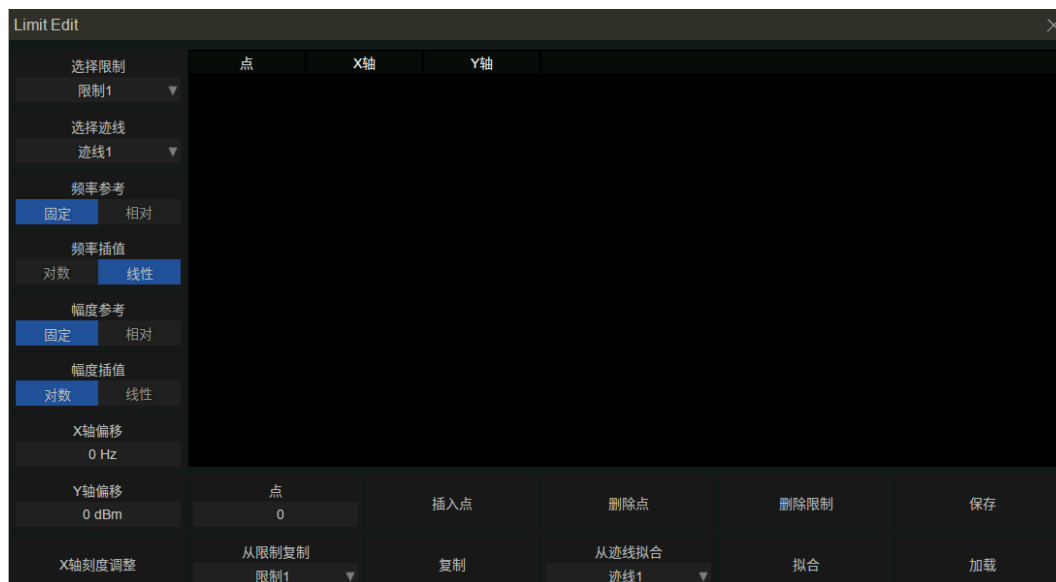 Limit Edit
选择限制
限制1
选择迹线
迹线1
频率参考
固定 相对
频率插值
对数 线性
幅度参考
固定 相对
幅度插值
对数 线性
X轴偏移
0 Hz
Y轴偏移
0 dBm
X轴刻度调整
点 X轴 Y轴
点
0
插入点
删除点
删除限制
保存
从限制复制
限制1
复制
从迹线拟合
迹线1
拟合
加载